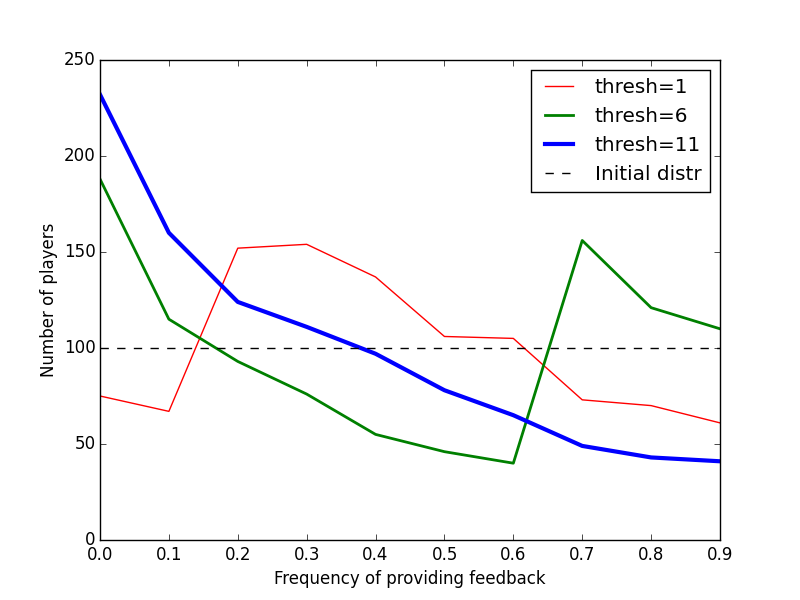 250
200
150
100
50
0
Number of players
thresh=1
thresh=6
thresh=11
Initial distr
0.0 0.1 0.2 0.3 0.4 0.5 0.6 0.7 0.8 0.9
Frequency of providing feedback